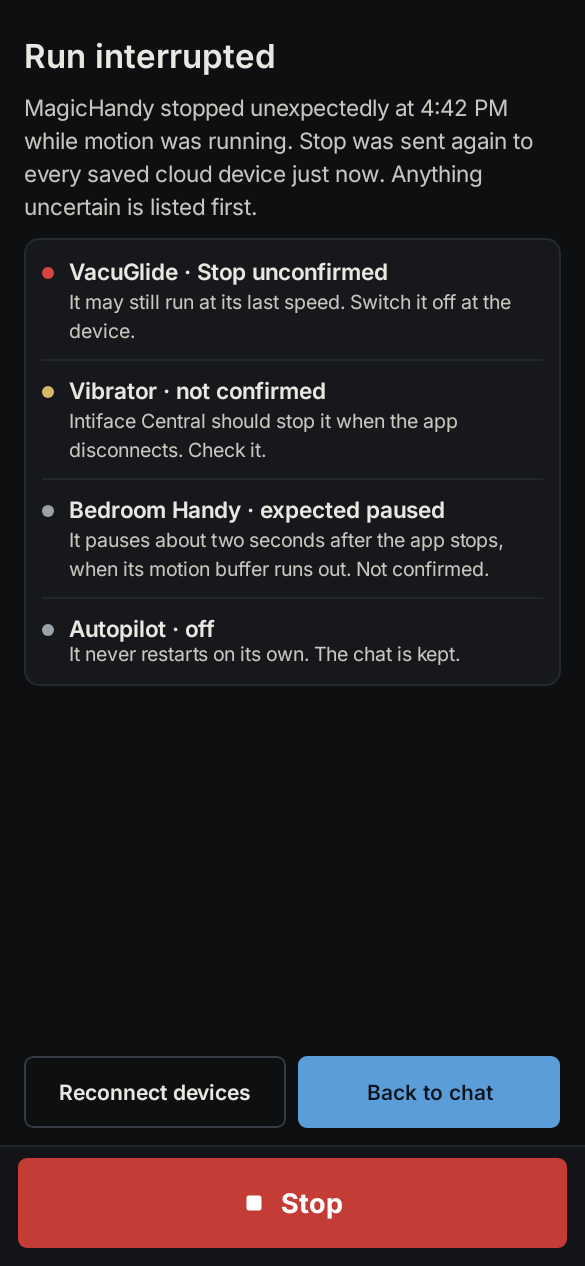 Run interrupted
MagicHandy stopped unexpectedly at 4:42 PM
while motion was running. Stop was sent again to
every saved cloud device just now. Anything
uncertain is listed first.
VacuGlide · Stop unconfirmed
It may still run at its last speed. Switch it off at the
device.
Vibrator · not confirmed
Intiface Central should stop it when the app
disconnects. Check it.
Bedroom Handy · expected paused
It pauses about two seconds after the app stops,
when its motion buffer runs out. Not confirmed.
Autopilot · off
It never restarts on its own. The chat is kept.
Reconnect devices
Back to chat
Stop